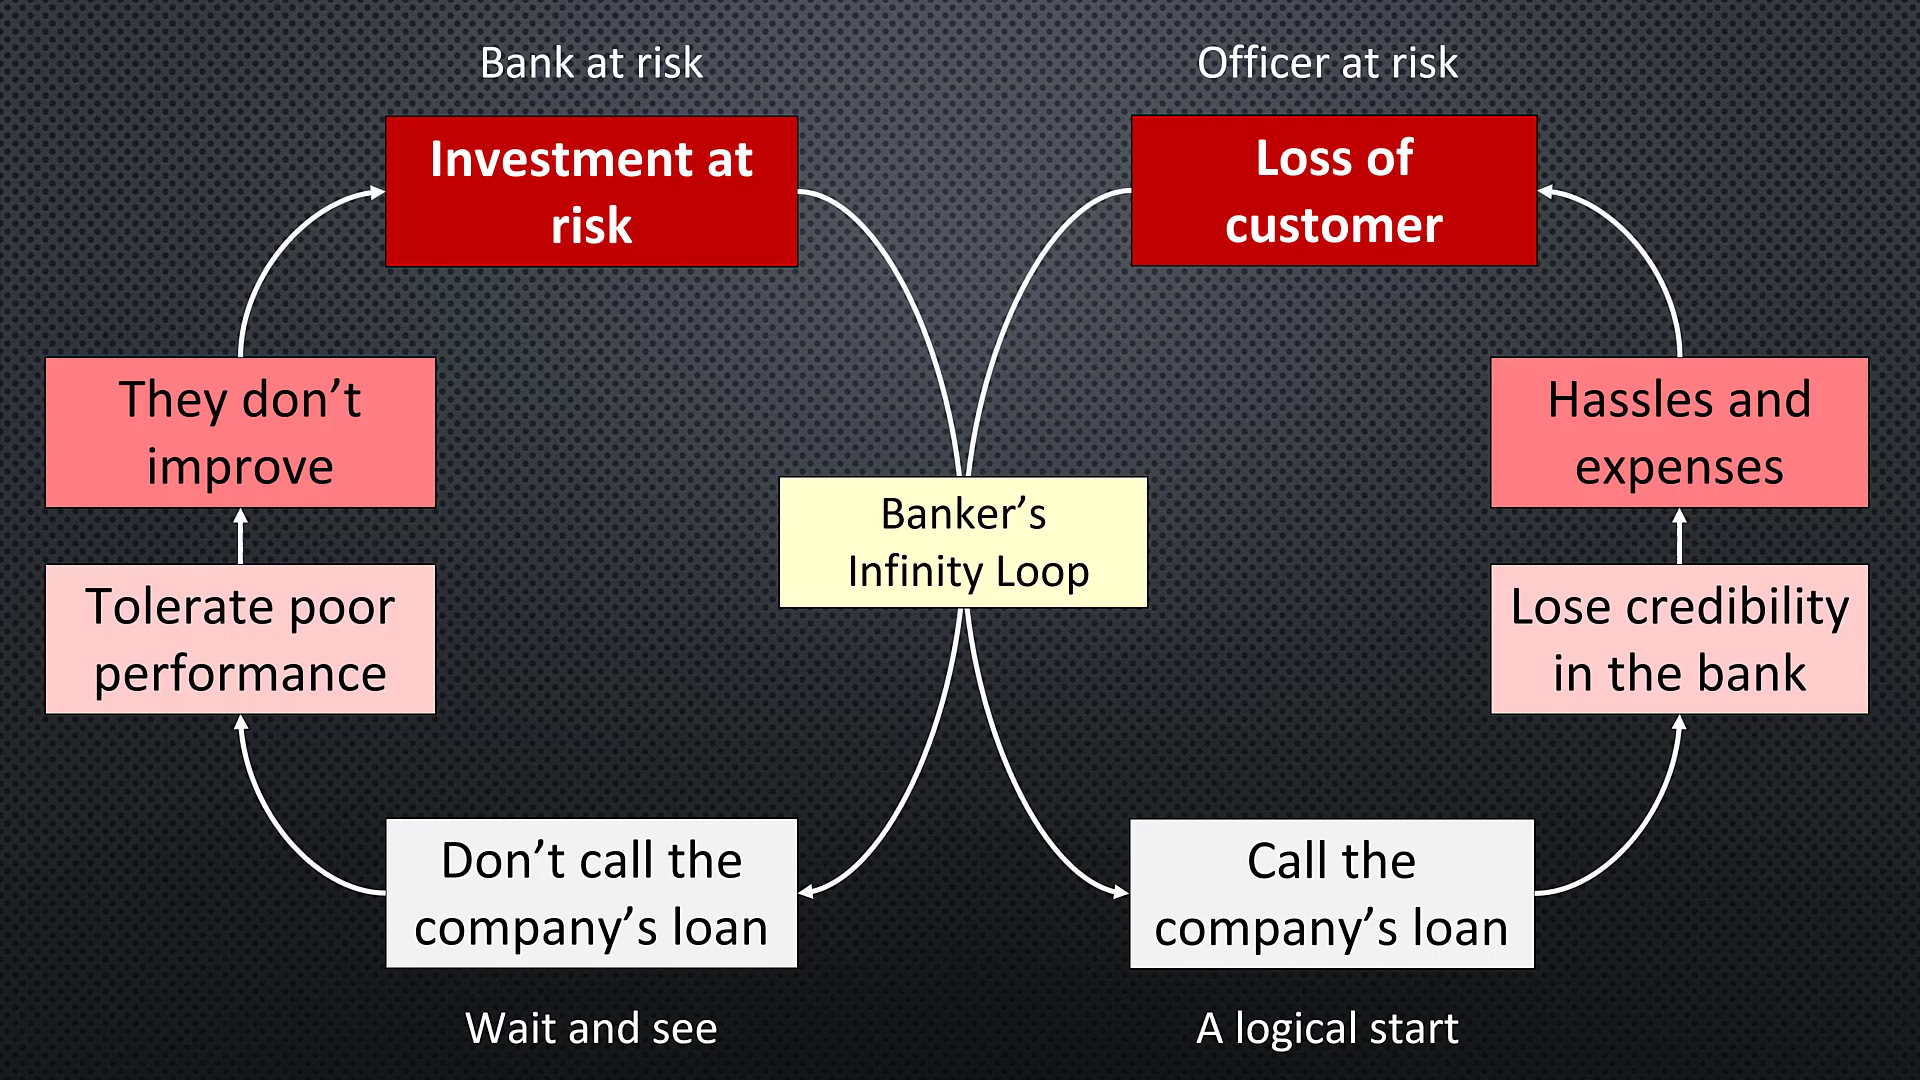 Bank at risk
Officer at risk
Investment at
risk
Loss of
customer
They don’t
improve
Hassles and
expenses
Banker’s
Infinity Loop
Tolerate poor
performance
Lose credibility
in the bank
Don’t call the
company’s loan
Call the
company’s loan
Wait and see
A logical start